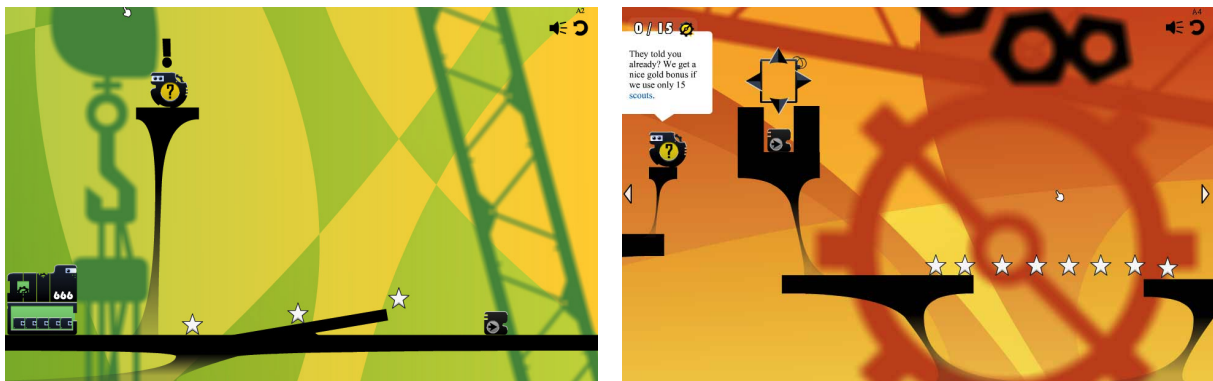 A2
!
?
666
A4
0 / 15
They told you
already? We get a
nice gold bonus if
we use only 15
scouts.
?